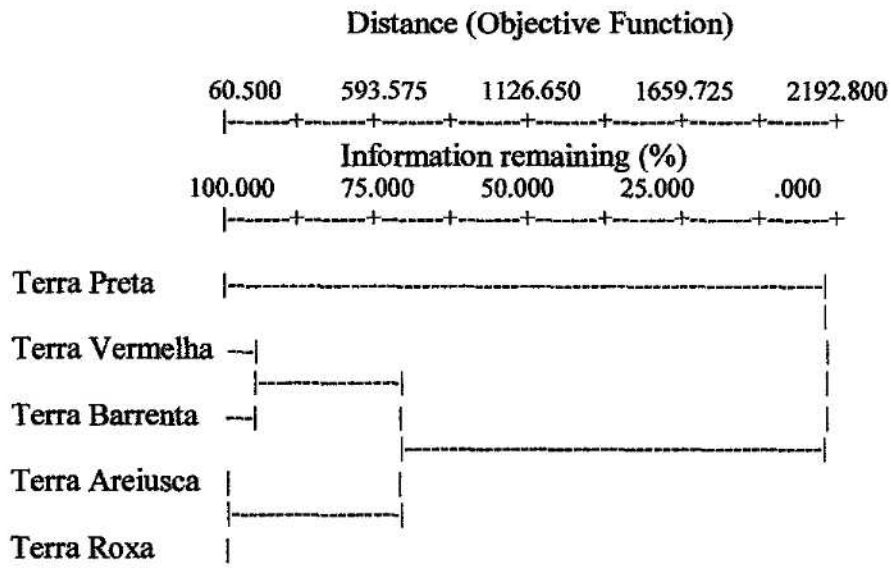 Distance (Objective Function)
60.500 593.575 1126.650 1659.725 2192.800
|-------+-------+-------+-------+-------+-------+-------+-------+
Information remaining (%)
100.000 75.000 50.000 25.000 .000
|-------+-------+-------+-------+-------+-------+-------+-------+
Terra Preta
Terra Vermelha
Terra Barrenta
Terra Areiusca
Terra Roxa